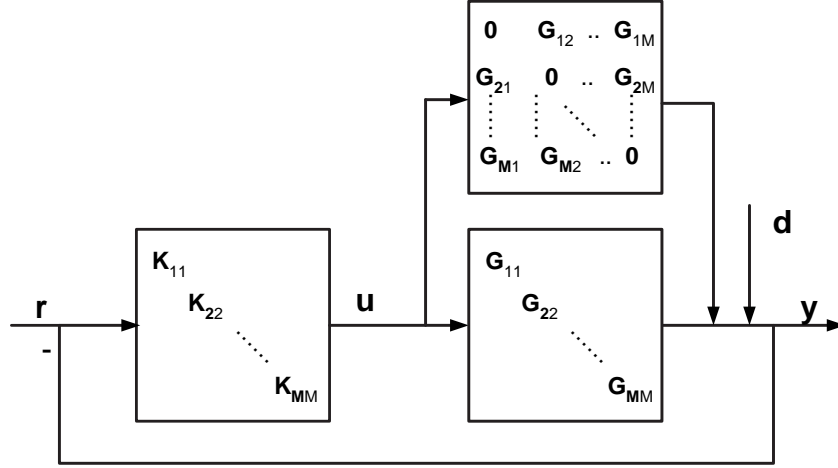 0 G12 .. G1M
G21 0 .. G2M
GM1 GM2 .. 0
d
K11
K22
KMM
G11
G22
GMM
r
u
y
-